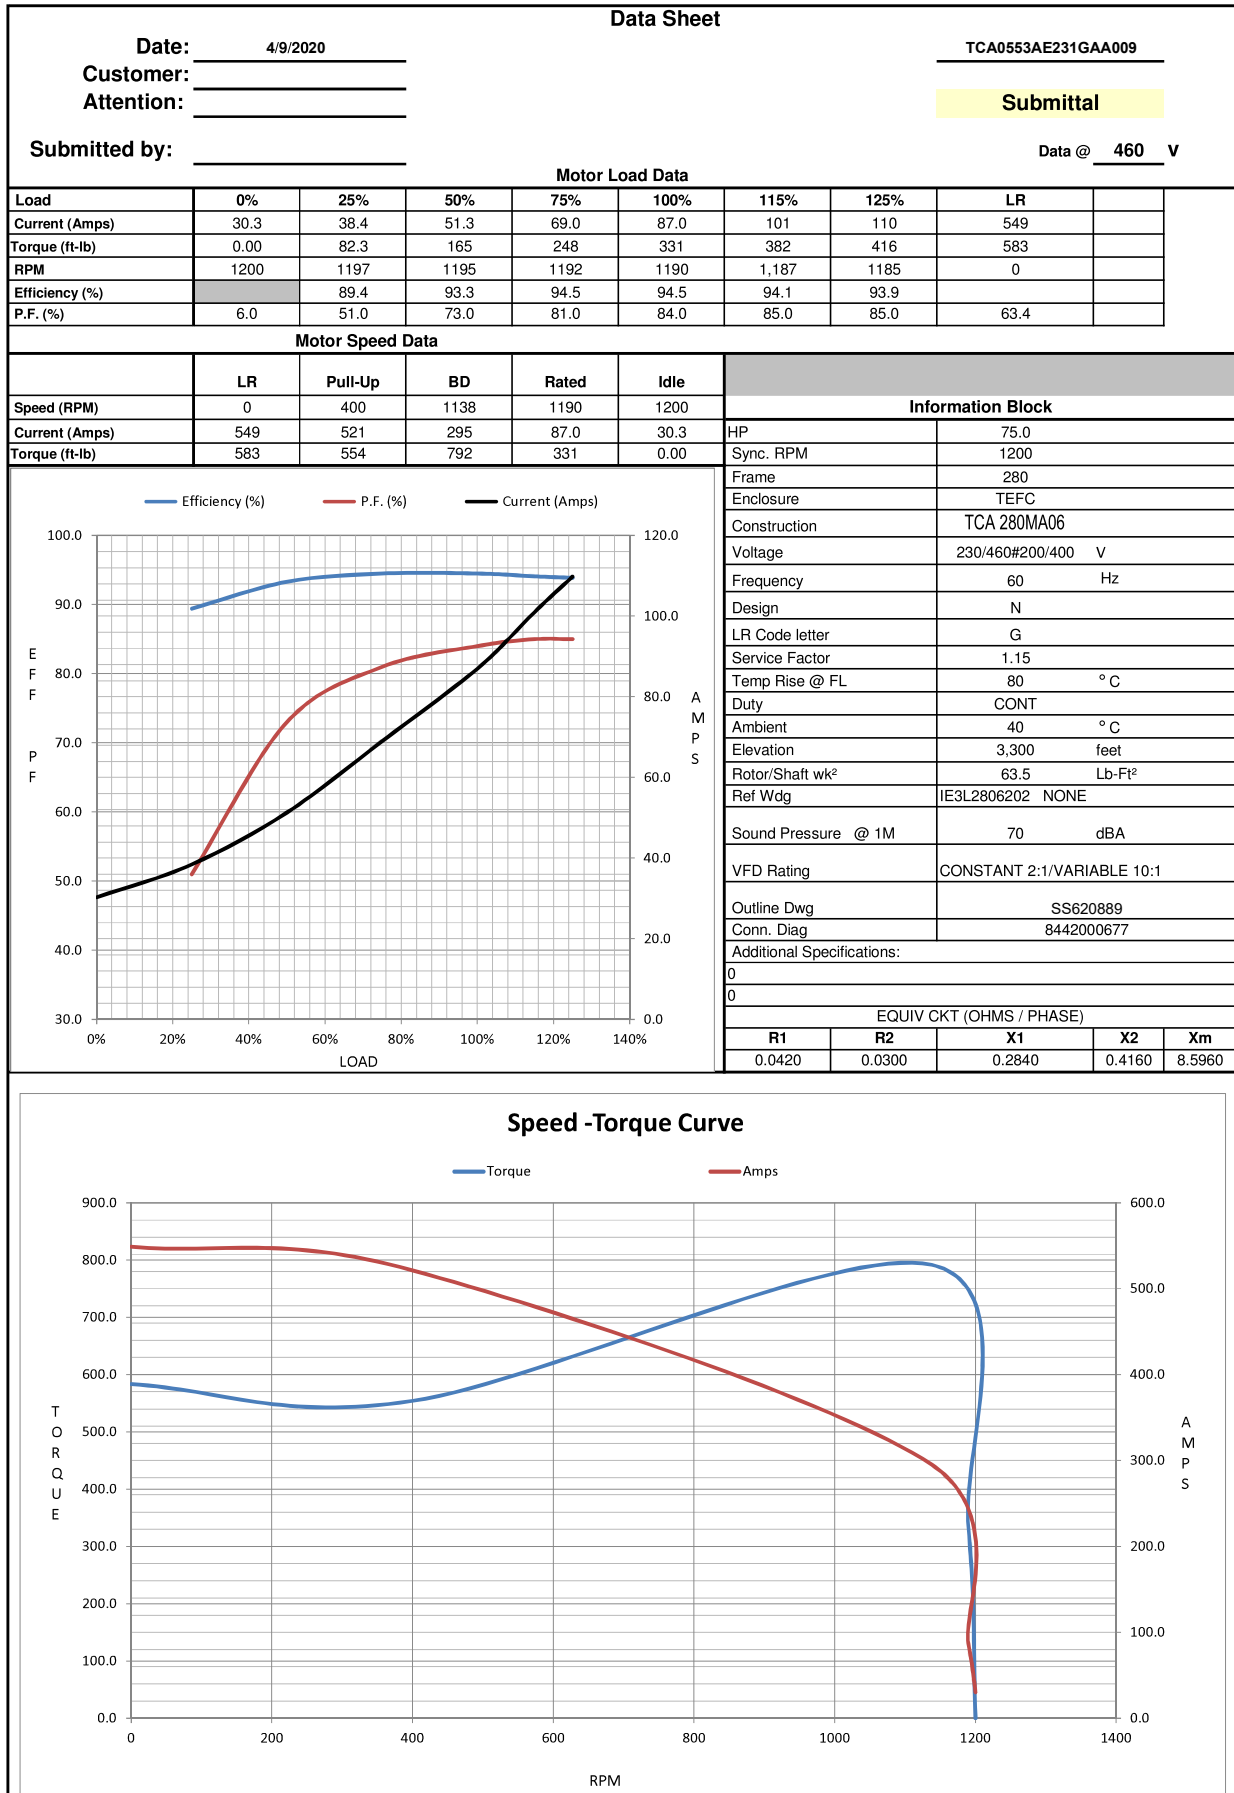 Data Sheet
Date: 4/9/2020 TCA0553AE231GAA009
Customer:
Attention: Submittal
Submitted by: Data @ 460 V
Motor Load Data
Load 0% 25% 50% 75% 100% 115% 125% LR
Current (Amps) 30.3 38.4 51.3 69.0 87.0 101 110 549
Torque (ft-lb) 0.00 82.3 165 248 331 382 416 583
RPM 1200 1197 1195 1192 1190 1,187 1185 0
Efficiency (%) 89.4 93.3 94.5 94.5 94.1 93.9
P.F. (%) 6.0 51.0 73.0 81.0 84.0 85.0 85.0 63.4
Motor Speed Data
LR Pull-Up BD Rated Idle
Speed (RPM) 0 400 1138 1190 1200
Current (Amps) 549 521 295 87.0 30.3
Torque (ft-lb) 583 554 792 331 0.00
Information Block
HP 75.0
Sync. RPM 1200
Frame 280
Enclosure TEFC
Construction TCA 280MA06
Voltage 230/460#200/400 V
Frequency 60 Hz
Design N
LR Code letter G
Service Factor 1.15
Temp Rise @ FL 80 ° C
Duty CONT
Ambient 40 ° C
Elevation 3,300 feet
Rotor/Shaft wk² 63.5 Lb-Ft²
Ref Wdg IE3L2806202 NONE
Sound Pressure @ 1M 70 dBA
VFD Rating CONSTANT 2:1/VARIABLE 10:1
Outline Dwg SS620889
Conn. Diag 8442000677
Additional Specifications:
0
0
EQUIV CKT (OHMS / PHASE)
R1 R2 X1 X2 Xm
0.0420 0.0300 0.2840 0.4160 8.5960
Efficiency (%) P.F. (%) Current (Amps)
100.0
90.0
80.0
70.0
60.0
50.0
40.0
30.0
EFF PF
120.0
100.0
80.0
60.0
40.0
20.0
0.0
AMPS
0% 20% 40% 60% 80% 100% 120% 140%
LOAD
Speed -Torque Curve
Torque Amps
900.0
800.0
700.0
600.0
500.0
400.0
300.0
200.0
100.0
0.0
TORQUE
600.0
500.0
400.0
300.0
200.0
100.0
0.0
AMPS
0 200 400 600 800 1000 1200 1400
RPM